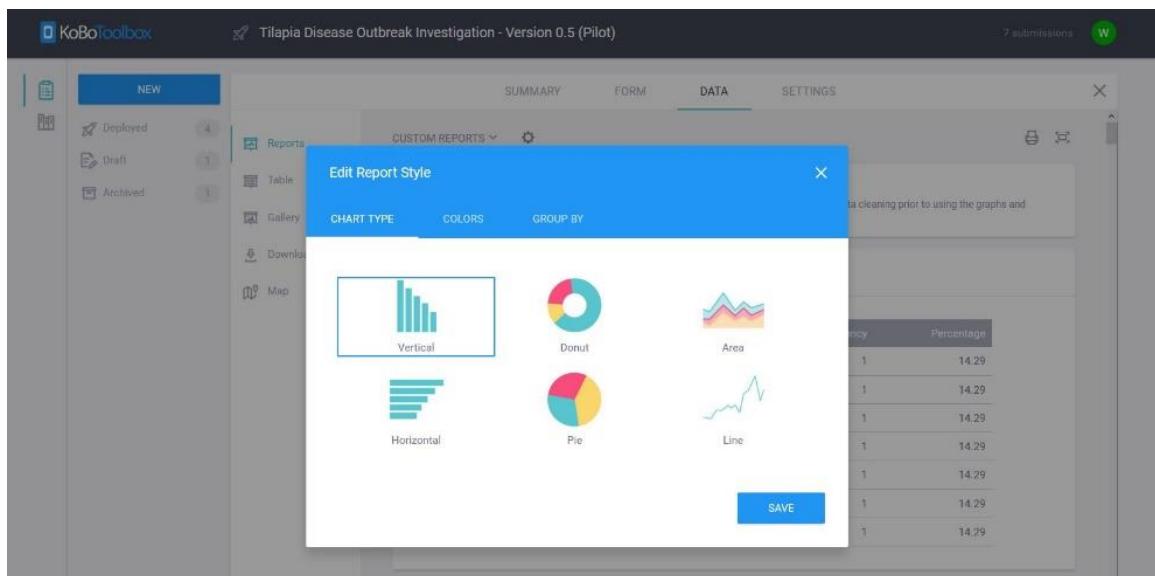 KoBoToolbox
Tilapia Disease Outbreak Investigation - Version 0.5 (Pilot)
7 submissions
W
NEW
SUMMARY FORM DATA SETTINGS
Deployed 4
Draft 1
Archived 1
Reports
Table
Gallery
Map
CUSTOM REPORTS
Edit Report Style
CHART TYPE COLORS GROUP BY
Vertical Donut Area
Horizontal Pie Line
SAVE
cleaning prior to using the graphs and
Percentage
1 14.29
1 14.29
1 14.29
1 14.29
1 14.29
1 14.29
1 14.29